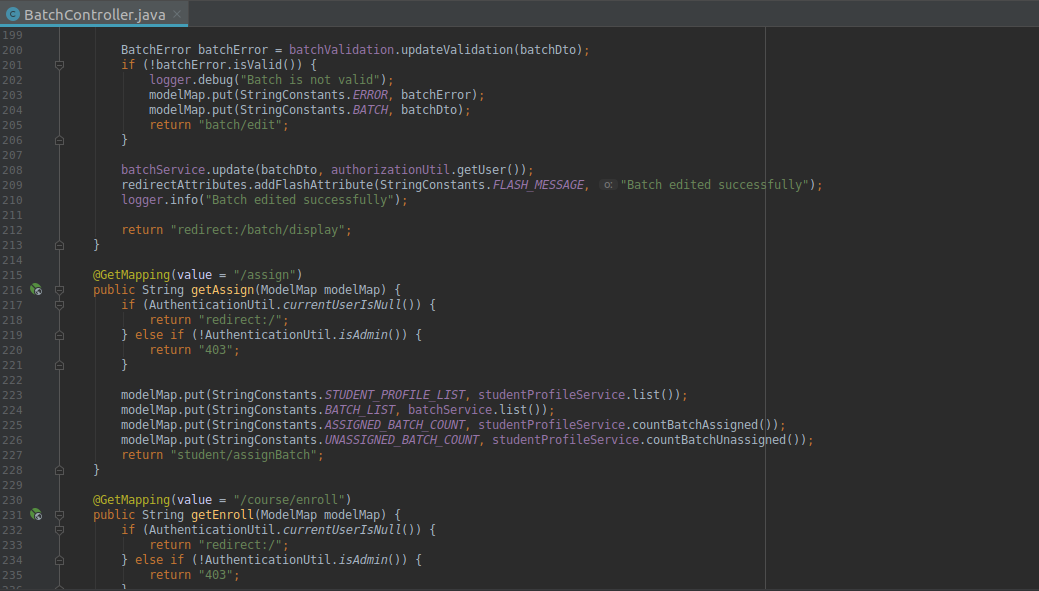 BatchController.java
199
200 BatchError batchError = batchValidation.updateValidation(batchDto);
201 if (!batchError.isValid()) {
202 logger.debug("Batch is not valid");
203 modelMap.put(StringConstants.ERROR, batchError);
204 modelMap.put(StringConstants.BATCH, batchDto);
205 return "batch/edit";
206 }
207
208 batchService.update(batchDto, authorizationUtil.getUser());
209 redirectAttributes.addFlashAttribute(StringConstants.FLASH_MESSAGE, o: "Batch edited successfully");
210 logger.info("Batch edited successfully");
211
212 return "redirect:/batch/display";
213 }
214
215 @GetMapping(value = "/assign")
216 public String getAssign(ModelMap modelMap) {
217 if (AuthenticationUtil.currentUserIsNull()) {
218 return "redirect:/";
219 } else if (!AuthenticationUtil.isAdmin()) {
220 return "403";
221 }
222
223 modelMap.put(StringConstants.STUDENT_PROFILE_LIST, studentProfileService.list());
224 modelMap.put(StringConstants.BATCH_LIST, batchService.list());
225 modelMap.put(StringConstants.ASSIGNED_BATCH_COUNT, studentProfileService.countBatchAssigned());
226 modelMap.put(StringConstants.UNASSIGNED_BATCH_COUNT, studentProfileService.countBatchUnassigned());
227 return "student/assignBatch";
228 }
229
230 @GetMapping(value = "/course/enroll")
231 public String getEnroll(ModelMap modelMap) {
232 if (AuthenticationUtil.currentUserIsNull()) {
233 return "redirect:/";
234 } else if (!AuthenticationUtil.isAdmin()) {
235 return "403";